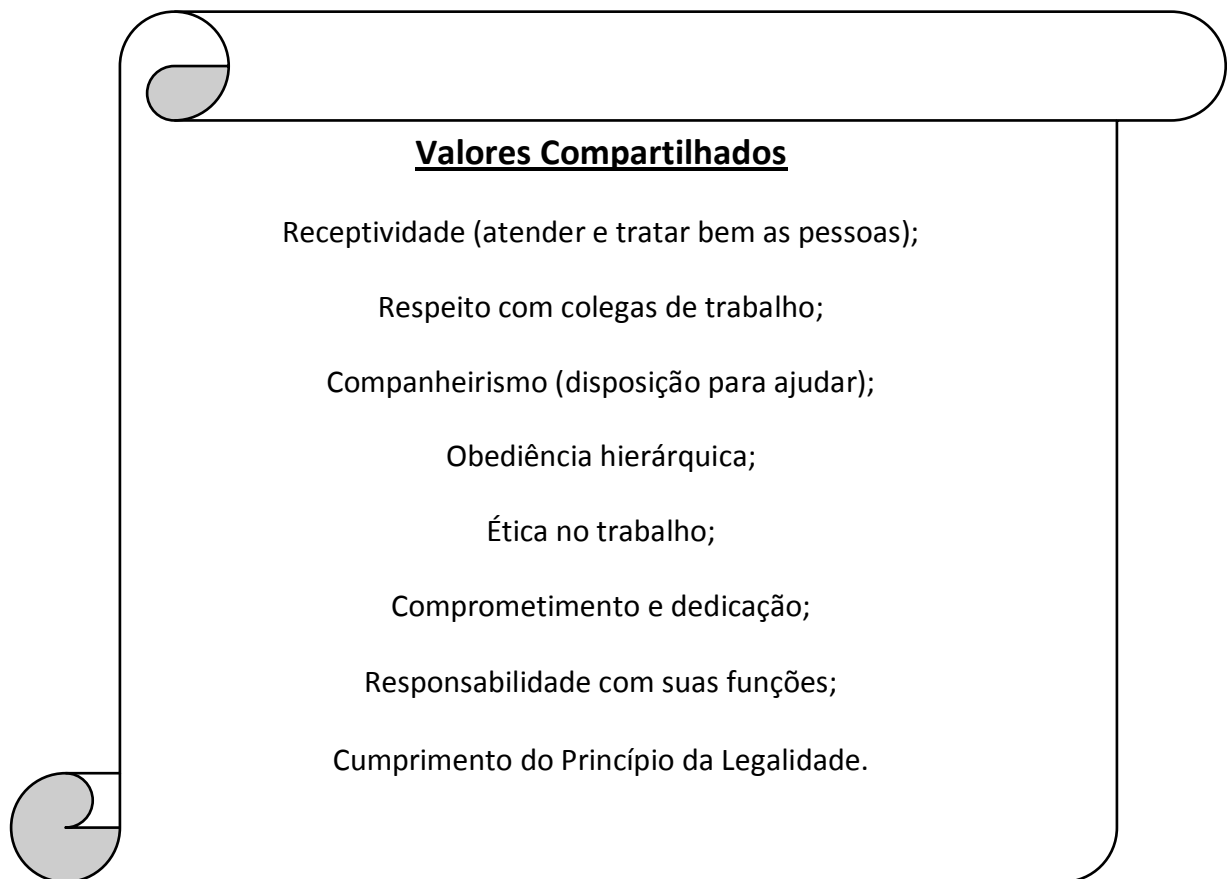 Valores Compartilhados
Receptividade (atender e tratar bem as pessoas);
Respeito com colegas de trabalho;
Companheirismo (disposição para ajudar);
Obediência hierárquica;
Ética no trabalho;
Comprometimento e dedicação;
Responsabilidade com suas funções;
Cumprimento do Princípio da Legalidade.